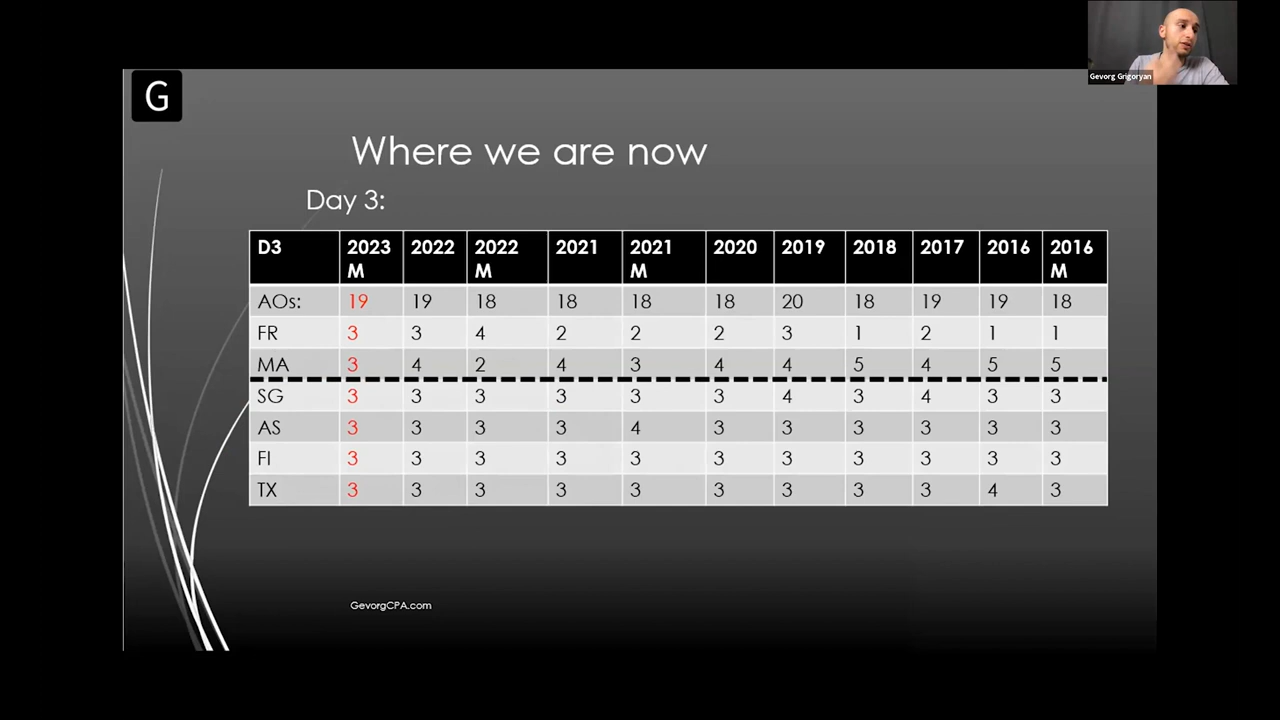 Gevorg Grigoryan
G
Where we are now
Day 3:
D3 2023 M 2022 2022 M 2021 2021 M 2020 2019 2018 2017 2016 2016 M
AOs: 19 19 18 18 18 18 20 18 19 19 18
FR 3 3 4 2 2 2 3 1 2 1 1
MA 3 4 2 4 3 4 4 5 4 5 5
SG 3 3 3 3 3 3 4 3 4 3 3
AS 3 3 3 3 4 3 3 3 3 3 3
FI 3 3 3 3 3 3 3 3 3 3 3
TX 3 3 3 3 3 3 3 3 3 4 3
GevorgCPA.com